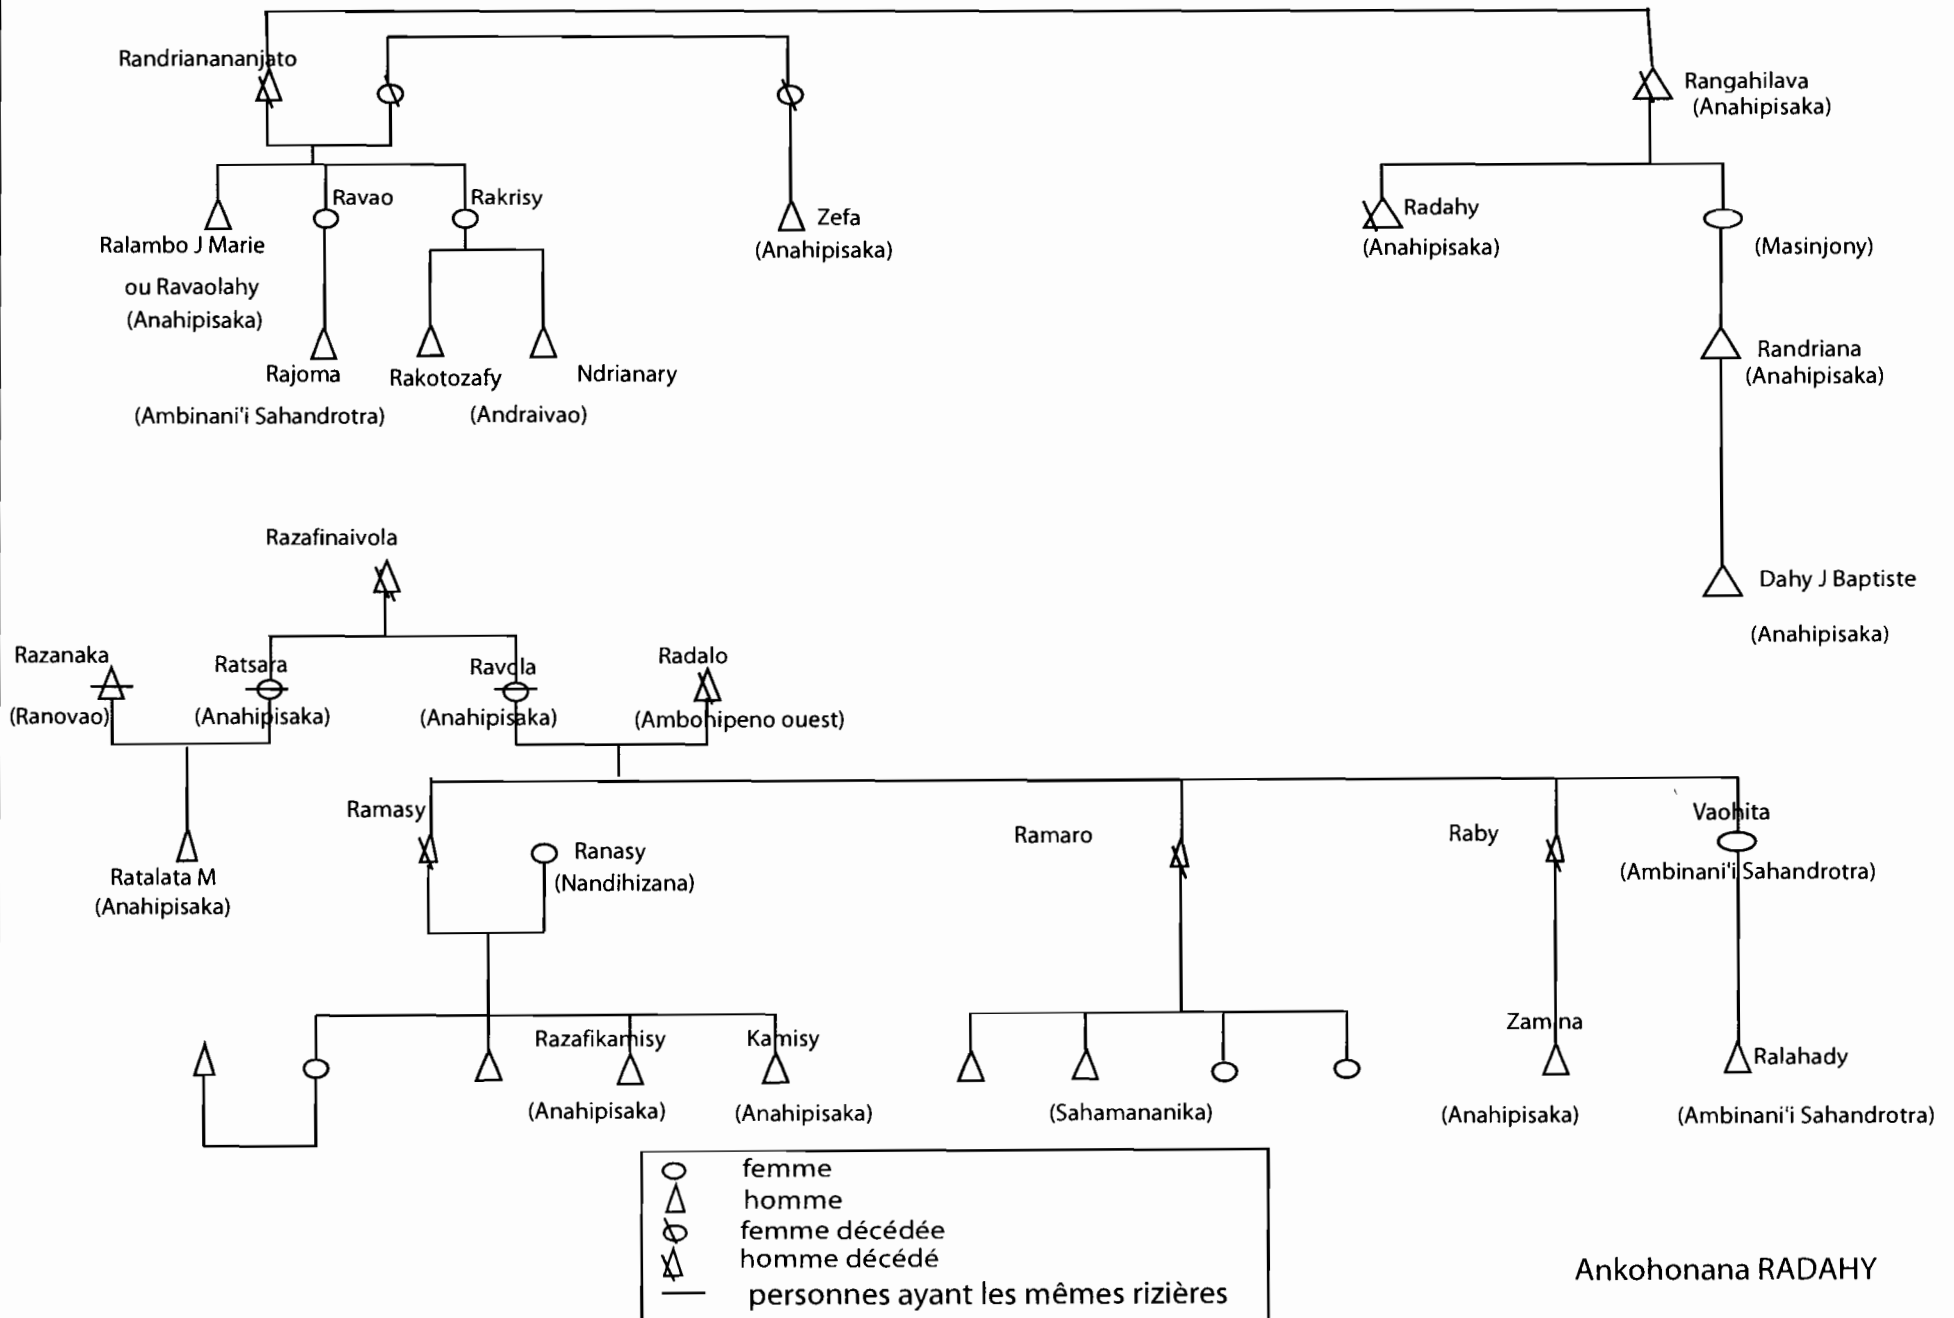 Randriananjato
Rangahilava
(Anahipisaka)
Ravao
Rakrisy
Zefa
(Anahipisaka)
Radahy
(Anahipisaka)
(Masinjony)
Ralambo J Marie
ou Ravaolahy
(Anahipisaka)
Rajoma
Rakotozafy
Ndrianary
(Ambinani'i Sahandrotra)
(Andraivao)
Randriana
(Anahipisaka)
Razafinaivola
Dahy J Baptiste
(Anahipisaka)
Razanaka
(Ranovao)
Ratsara
(Anahipisaka)
Ravola
(Anahipisaka)
Radalo
(Ambohipeno ouest)
Ramasy
Ranasy
(Nandihizana)
Ramaro
Raby
Vaohita
(Ambinani'i Sahandrotra)
Ratalata M
(Anahipisaka)
Razafikamisy
(Anahipisaka)
Kamisy
(Anahipisaka)
(Sahamananika)
Zamina
(Anahipisaka)
Ralahady
(Ambinani'i Sahandrotra)
femme
homme
femme décédée
homme décédé
personnes ayant les mêmes rizières
Ankohonana RADAHY